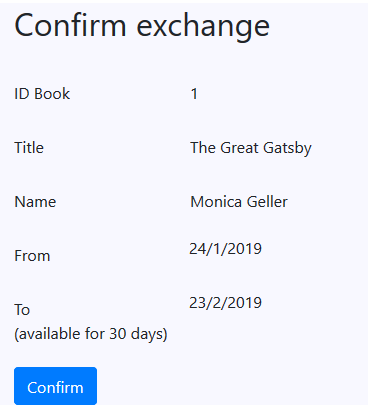 Confirm exchange
ID Book 1
Title The Great Gatsby
Name Monica Geller
From 24/1/2019
To 23/2/2019
(available for 30 days)
Confirm